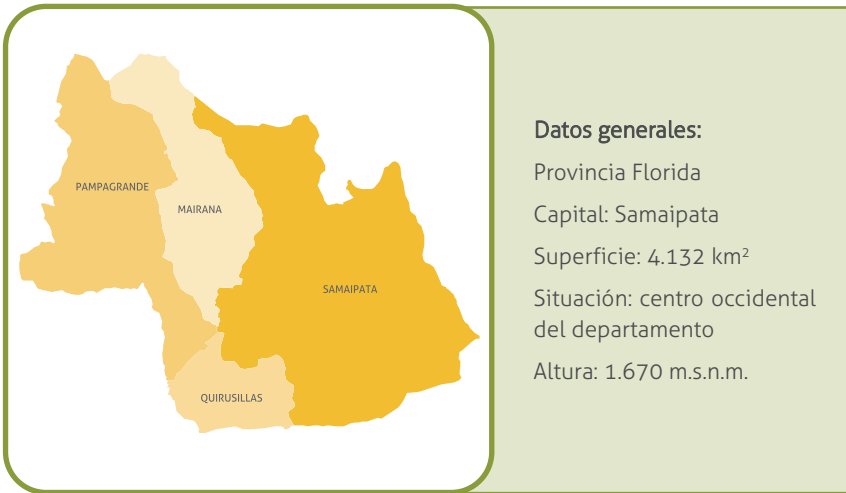 PAMPAGRANDE
MAIRANA
SAMAIPATA
QUIRUSILLAS
Datos generales:
Provincia Florida
Capital: Samaipata
Superficie: 4.132 km²
Situación: centro occidental
del departamento
Altura: 1.670 m.s.n.m.